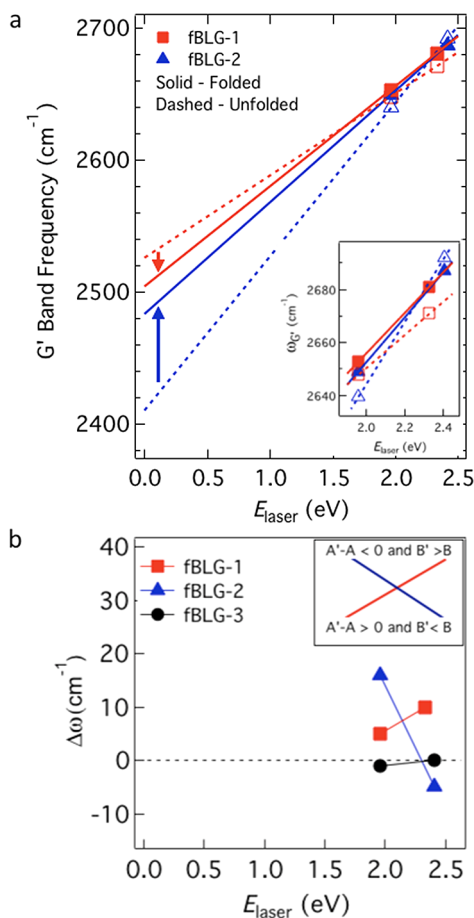 a
fBLG-1
fBLG-2
Solid - Folded
Dashed - Unfolded
G' Band Frequency (cm⁻¹)
2700
2600
2500
2400
0.0 0.5 1.0 1.5 2.0 2.5
E laser (eV)
ωG' (cm⁻¹)
2680
2660
2640
2.0 2.2 2.4
E laser (eV)
b
fBLG-1
fBLG-2
fBLG-3
A'-A < 0 and B' >B
A'-A > 0 and B'< B
Δω(cm⁻¹)
40
30
20
10
0
-10
0.0 0.5 1.0 1.5 2.0 2.5
E laser (eV)